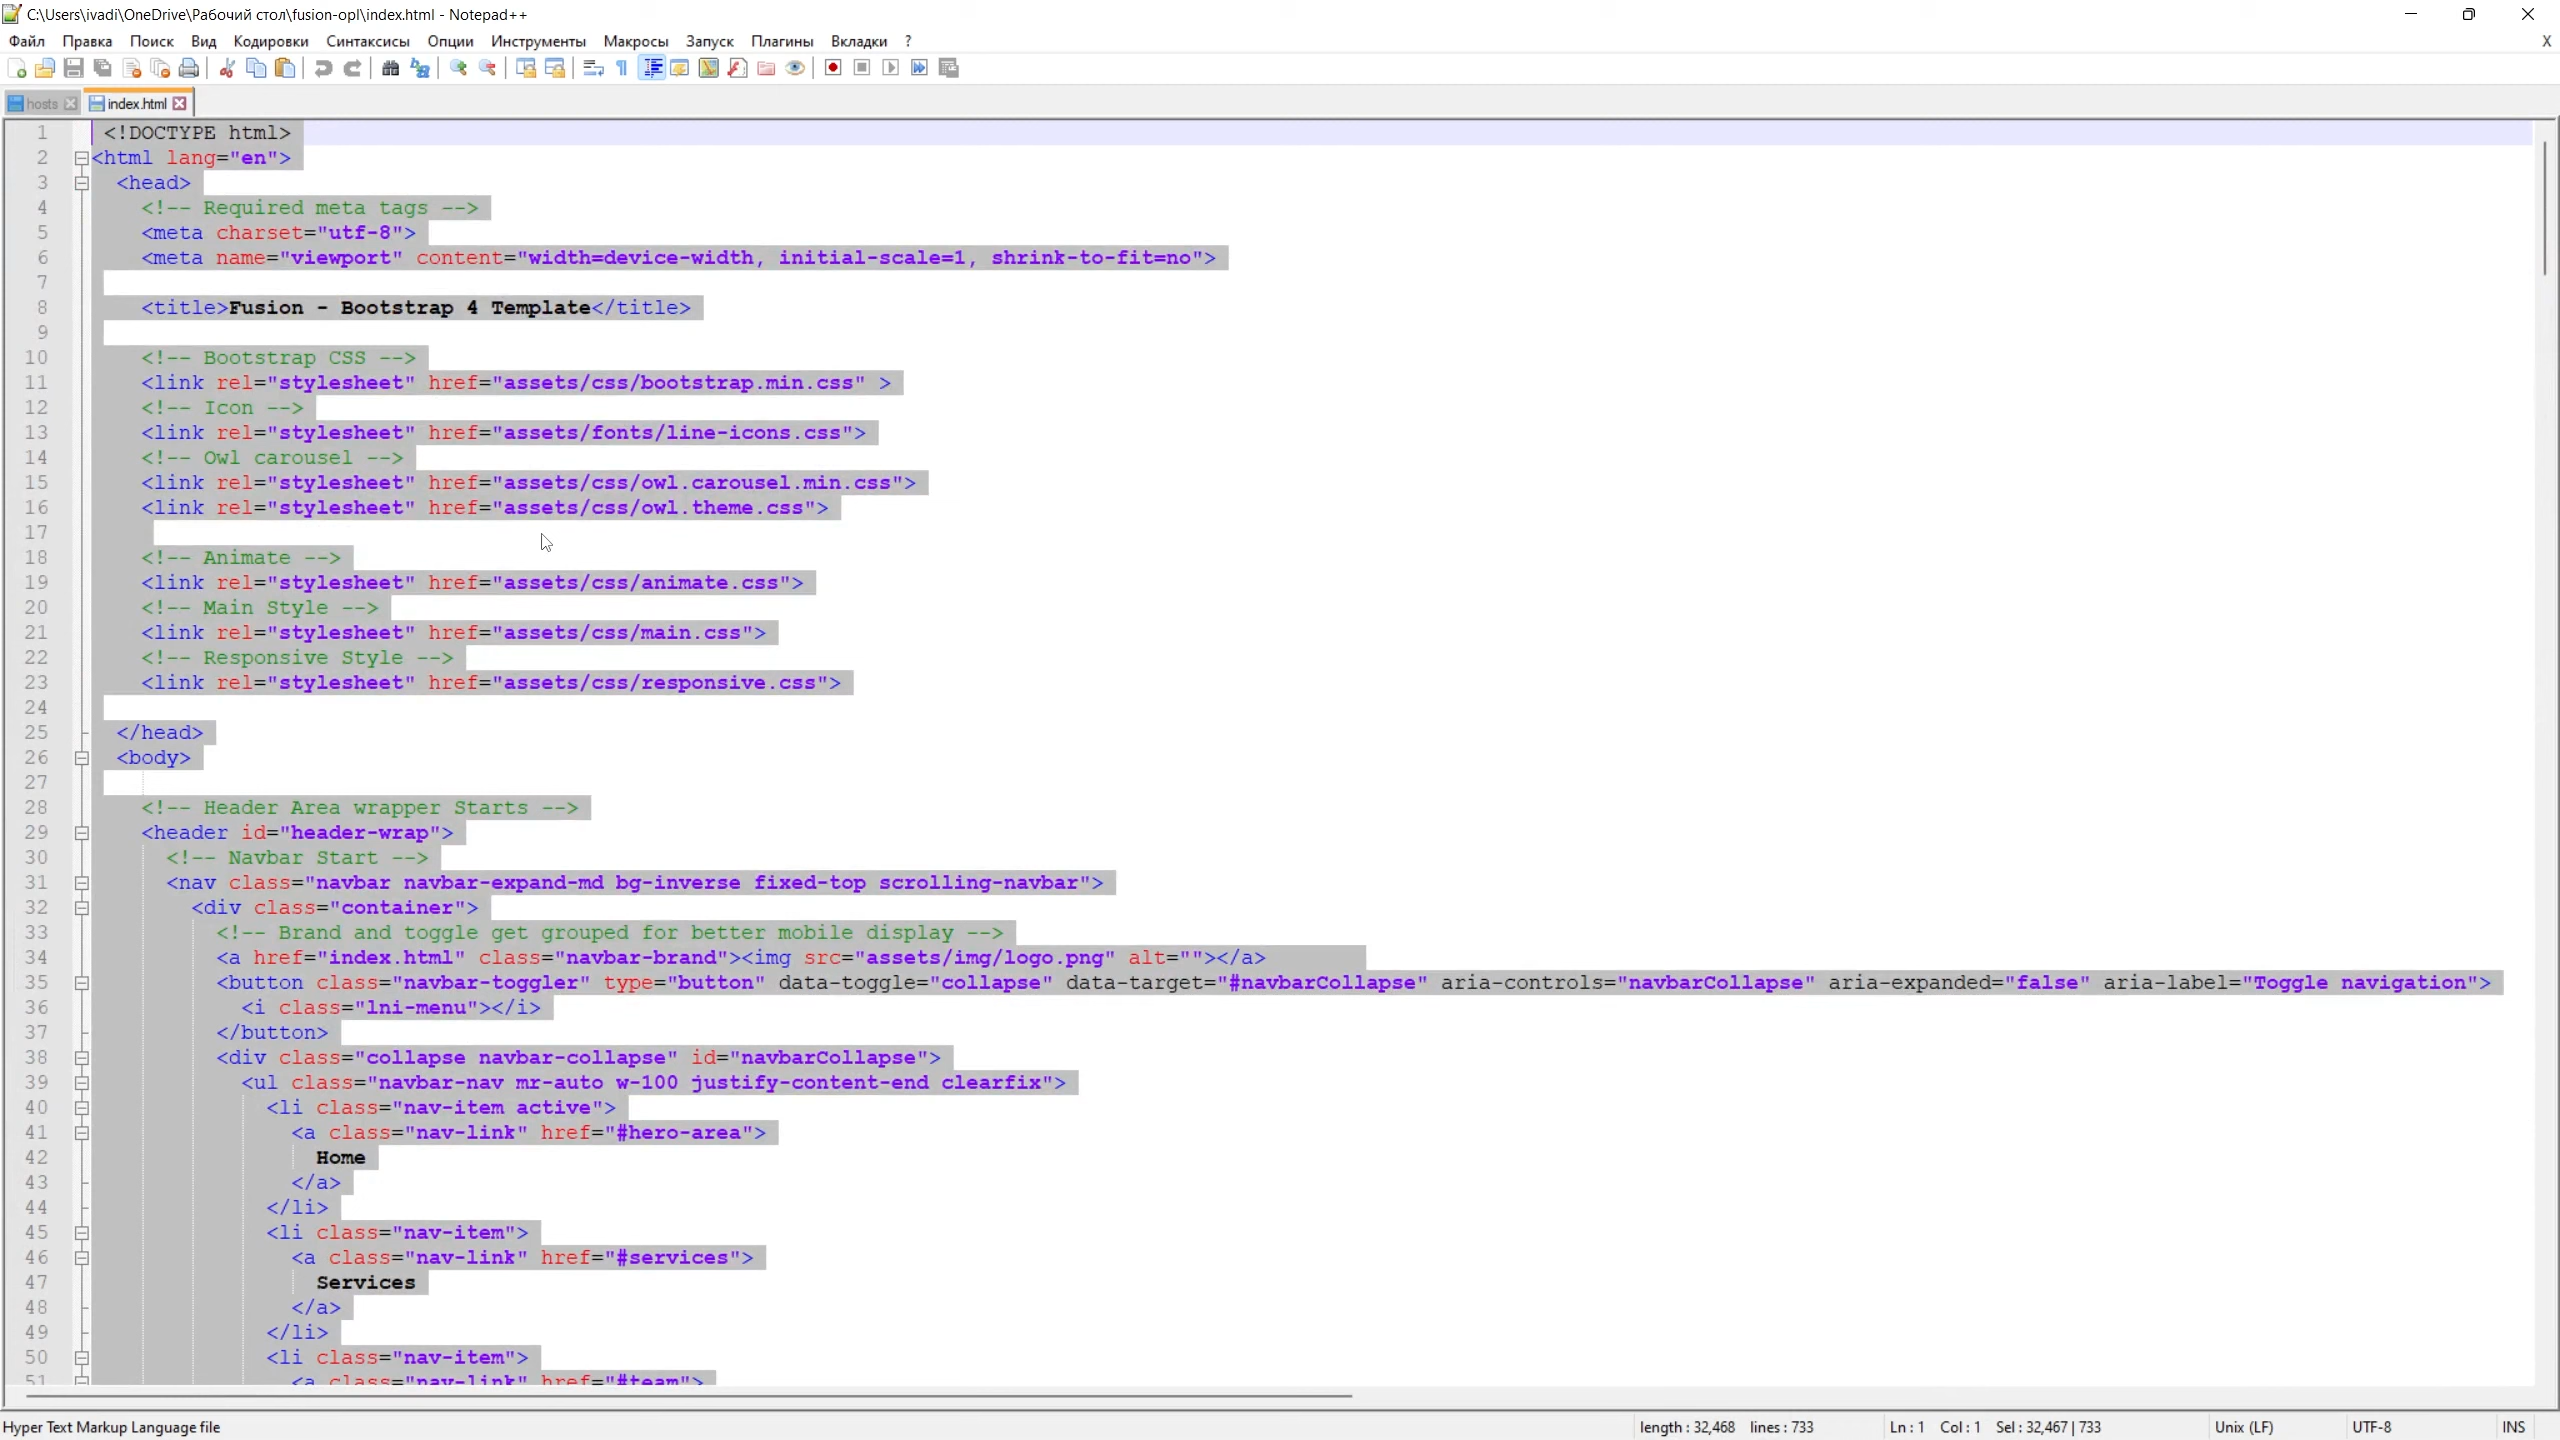 C:\Users\ivadi\OneDrive\Рабочий стол\fusion-opl\index.html - Notepad++
Файл Правка Поиск Вид Кодировки Синтаксисы Опции Инструменты Макросы Запуск Плагины Вкладки ? X
hosts index.html
1 <!DOCTYPE html>
2 <html lang="en">
3 <head>
4 <!-- Required meta tags -->
5 <meta charset="utf-8">
6 <meta name="viewport" content="width=device-width, initial-scale=1, shrink-to-fit=no">
7
8 <title>Fusion - Bootstrap 4 Template</title>
9
10 <!-- Bootstrap CSS -->
11 <link rel="stylesheet" href="assets/css/bootstrap.min.css" >
12 <!-- Icon -->
13 <link rel="stylesheet" href="assets/fonts/line-icons.css">
14 <!-- Owl carousel -->
15 <link rel="stylesheet" href="assets/css/owl.carousel.min.css">
16 <link rel="stylesheet" href="assets/css/owl.theme.css">
17
18 <!-- Animate -->
19 <link rel="stylesheet" href="assets/css/animate.css">
20 <!-- Main Style -->
21 <link rel="stylesheet" href="assets/css/main.css">
22 <!-- Responsive Style -->
23 <link rel="stylesheet" href="assets/css/responsive.css">
24
25 </head>
26 <body>
27
28 <!-- Header Area wrapper Starts -->
29 <header id="header-wrap">
30 <!-- Navbar Start -->
31 <nav class="navbar navbar-expand-md bg-inverse fixed-top scrolling-navbar">
32 <div class="container">
33 <!-- Brand and toggle get grouped for better mobile display -->
34 <a href="index.html" class="navbar-brand"><img src="assets/img/logo.png" alt=""></a>
35 <button class="navbar-toggler" type="button" data-toggle="collapse" data-target="#navbarCollapse" aria-controls="navbarCollapse" aria-expanded="false" aria-label="Toggle navigation">
36 <i class="lni-menu"></i>
37 </button>
38 <div class="collapse navbar-collapse" id="navbarCollapse">
39 <ul class="navbar-nav mr-auto w-100 justify-content-end clearfix">
40 <li class="nav-item active">
41 <a class="nav-link" href="#hero-area">
42 Home
43 </a>
44 </li>
45 <li class="nav-item">
46 <a class="nav-link" href="#services">
47 Services
48 </a>
49 </li>
50 <li class="nav-item">
51 <a class="nav-link" href="#team">
Hyper Text Markup Language file length : 32,468 lines : 733 Ln : 1 Col : 1 Sel : 32,467 | 733 Unix (LF) UTF-8 INS